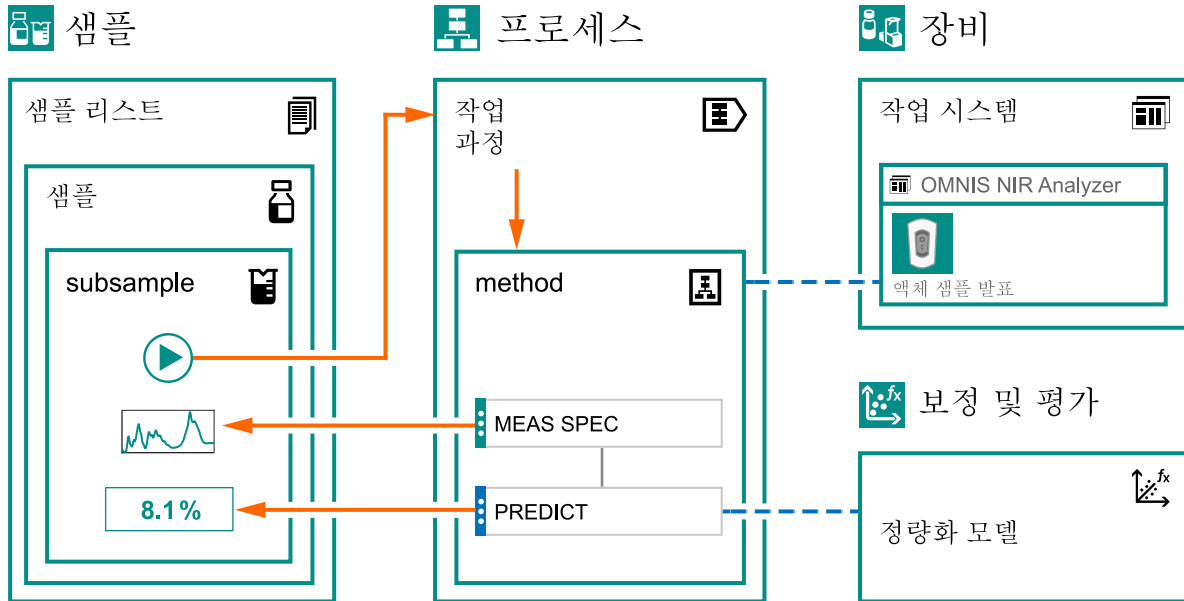 샘플
샘플 리스트
샘플
subsample
8.1%
프로세스
작업
과정
method
MEAS SPEC
PREDICT
장비
작업 시스템
OMNIS NIR Analyzer
액체 샘플 발표
fx
보정 및 평가
fx
정량화 모델